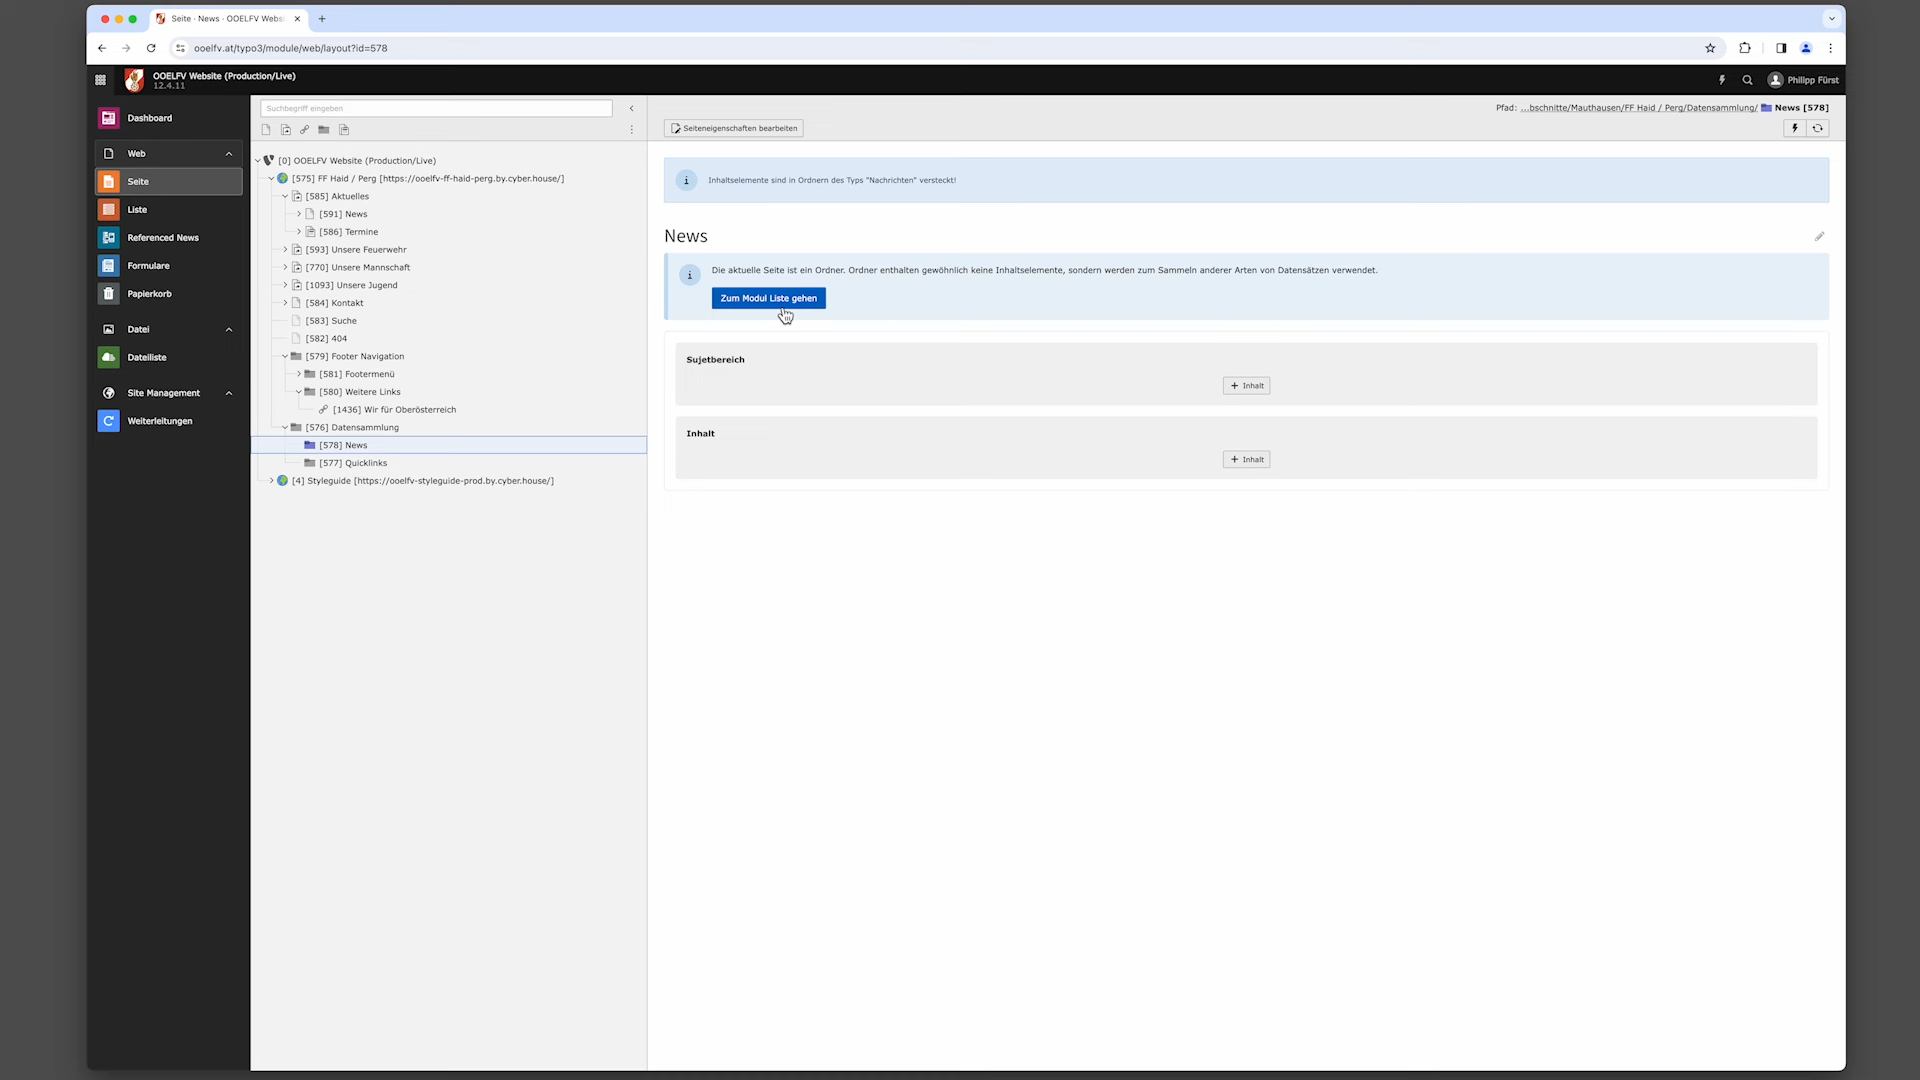 Seite · News · OOELFV Webs
ooelfv.at/typo3/module/web/layout?id=578
OOELFV Website (Production/Live)
12.4.11
Philipp Fürst
Dashboard
Web
Seite
Liste
Referenced News
Formulare
Papierkorb
Datei
Dateiliste
Site Management
Weiterleitungen
Suchbegriff eingeben
[0] OOELFV Website (Production/Live)
[575] FF Haid / Perg [https://ooelfv-ff-haid-perg.by.cyber.house/]
[585] Aktuelles
[591] News
[586] Termine
[593] Unsere Feuerwehr
[770] Unsere Mannschaft
[1093] Unsere Jugend
[584] Kontakt
[583] Suche
[582] 404
[579] Footer Navigation
[581] Footermenü
[580] Weitere Links
[1436] Wir für Oberösterreich
[576] Datensammlung
[578] News
[577] Quicklinks
[4] Styleguide [https://ooelfv-styleguide-prod.by.cyber.house/]
Pfad: ...bschnitte/Mauthausen/FF Haid / Perg/Datensammlung/ News [578]
Seiteneigenschaften bearbeiten
Inhaltselemente sind in Ordnern des Typs "Nachrichten" versteckt!
News
Die aktuelle Seite ist ein Ordner. Ordner enthalten gewöhnlich keine Inhaltselemente, sondern werden zum Sammeln anderer Arten von Datensätzen verwendet.
Zum Modul Liste gehen
Sujetbereich
+ Inhalt
Inhalt
+ Inhalt